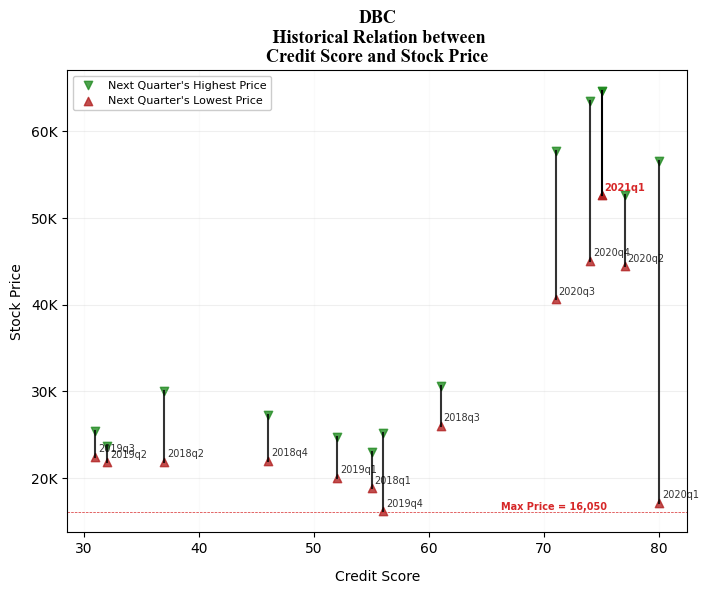 DBC
Historical Relation between
Credit Score and Stock Price
Next Quarter's Highest Price
Next Quarter's Lowest Price
60K
50K
40K
30K
20K
Stock Price
2021q1
2020q4
2020q2
2020q3
2018q3
2019q3
2019q2
2018q2
2018q4
2019q1
2018q1
2019q4
2020q1
Max Price = 16,050
30
40
50
60
70
80
Credit Score